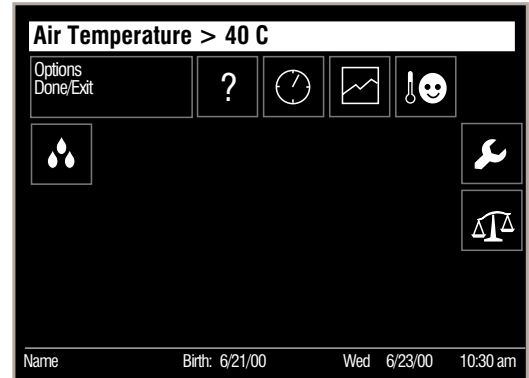 Air Temperature > 40 C
Options
Done/Exit
?
Name Birth: 6/21/00 Wed 6/23/00 10:30 am